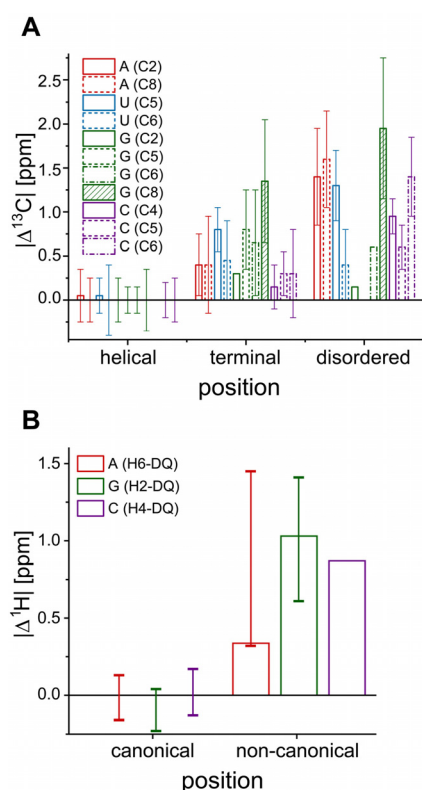 A
|Δ¹³C| [ppm]
2.5
2.0
1.5
1.0
0.5
0.0
A (C2)
A (C8)
U (C5)
U (C6)
G (C2)
G (C5)
G (C6)
G (C8)
C (C4)
C (C5)
C (C6)
helical terminal disordered
position
B
|Δ¹H| [ppm]
1.5
1.0
0.5
0.0
A (H6-DQ)
G (H2-DQ)
C (H4-DQ)
canonical non-canonical
position